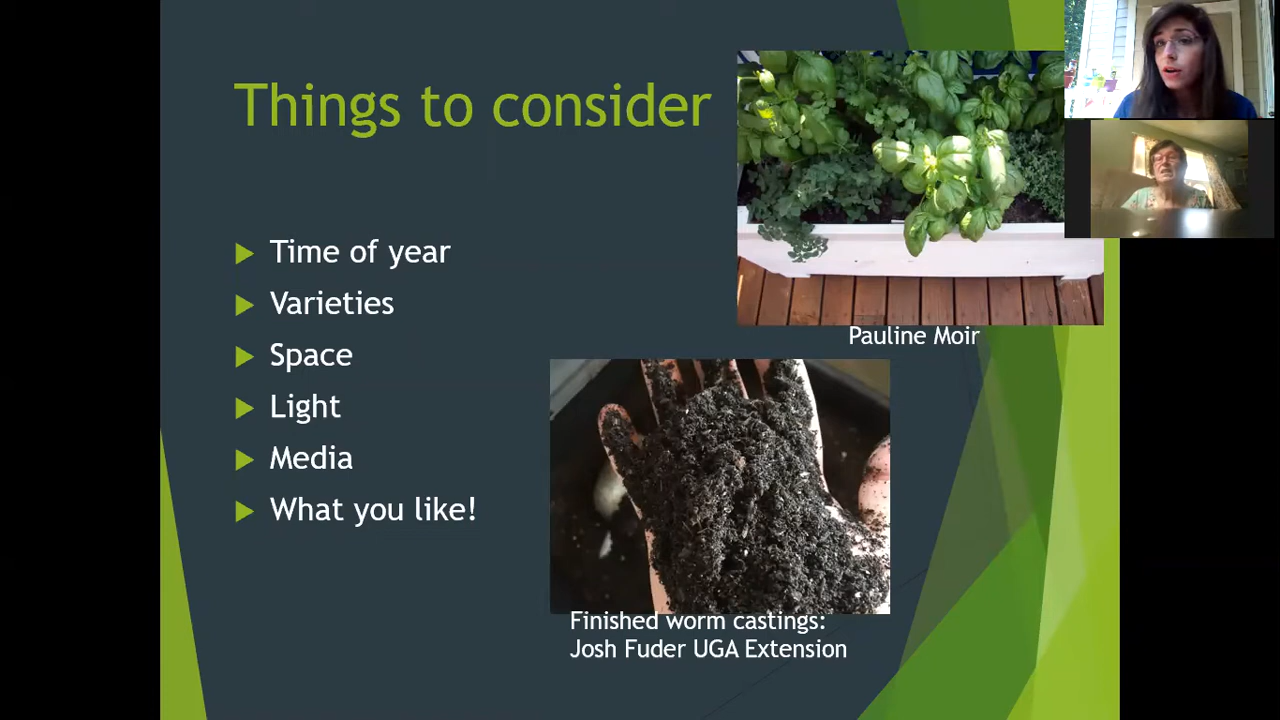 Things to consider
Time of year
Varieties
Space
Light
Media
What you like!
Pauline Moir
Finished worm castings:
Josh Fuder UGA Extension